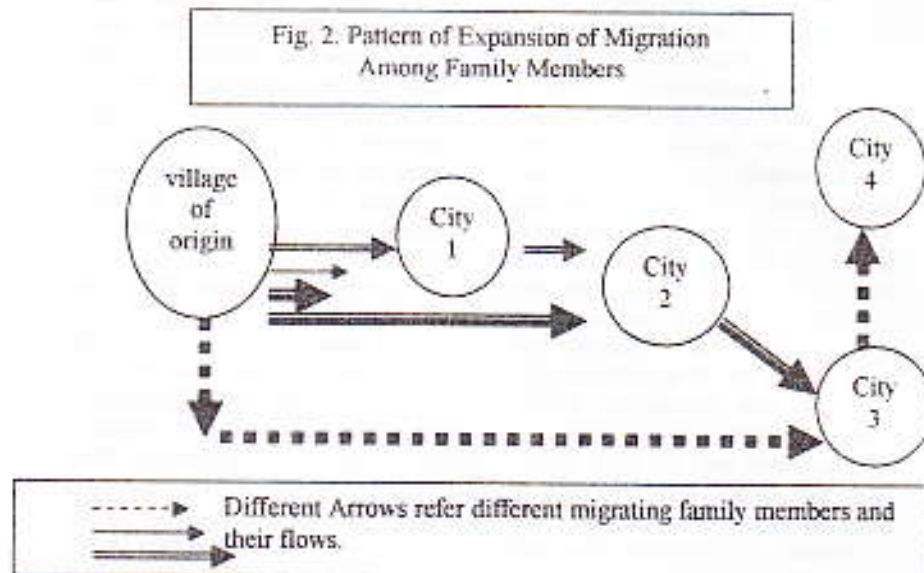 Fig. 2. Pattern of Expansion of Migration
Among Family Members
village
of
origin
City
1
City
2
City
3
City
4
Different Arrows refer different migrating family members and
their flows.